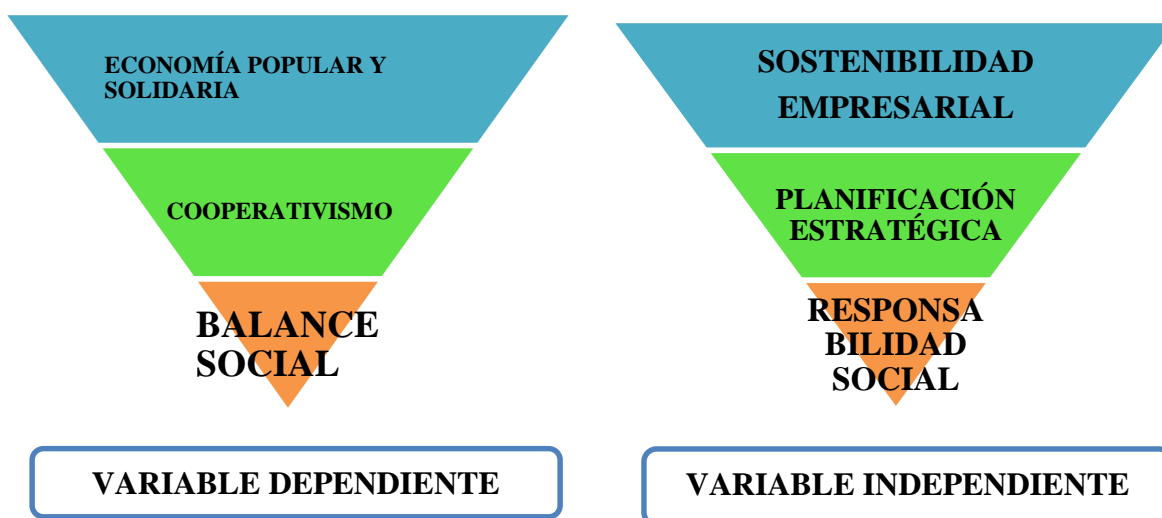 ECONOMÍA POPULAR Y
SOLIDARIA
COOPERATIVISMO
BALANCE
SOCIAL
VARIABLE DEPENDIENTE
SOSTENIBILIDAD
EMPRESARIAL
PLANIFICACIÓN
ESTRATÉGICA
RESPONSA
BILIDAD
SOCIAL
VARIABLE INDEPENDIENTE